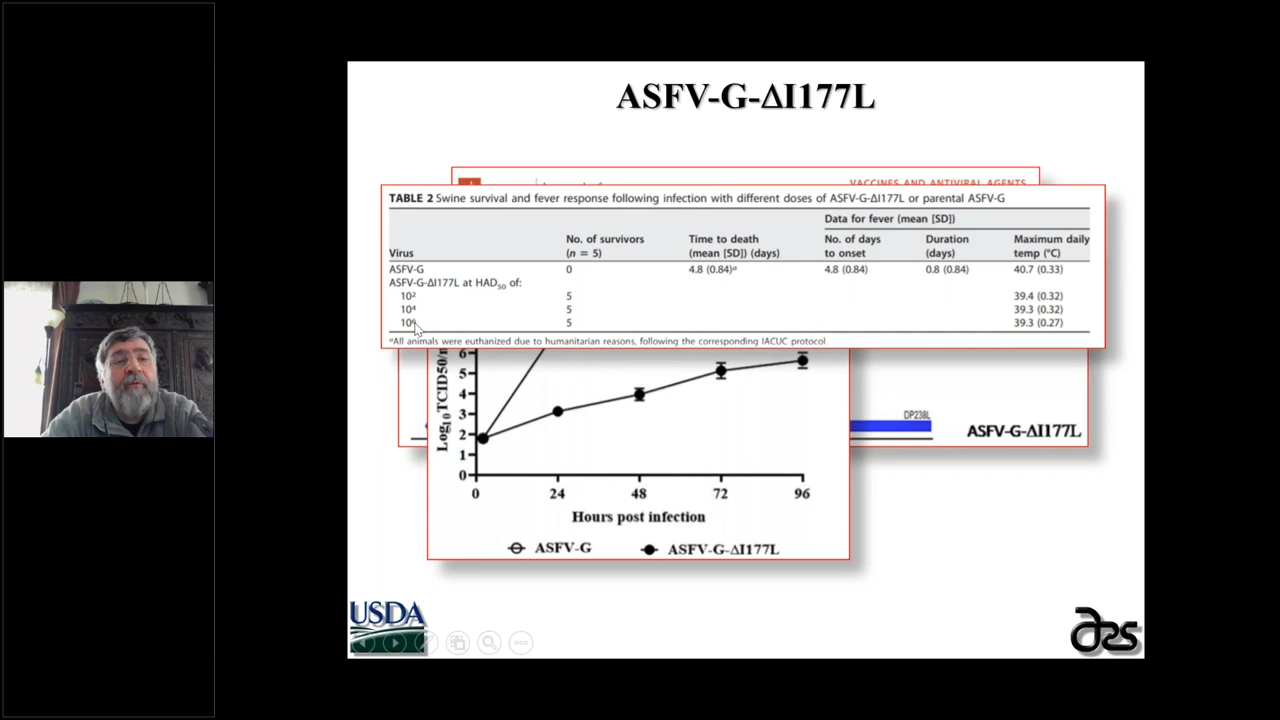 ASFV-G-ΔI177L
VACCINES AND ANTIVIRAL AGENTS
TABLE 2 Swine survival and fever response following infection with different doses of ASFV-G-ΔI177L or parental ASFV-G
Data for fever (mean [SD])
No. of survivors Time to death No. of days Duration Maximum daily
Virus (n = 5) (mean [SD]) (days) to onset (days) temp (°C)
ASFV-G 0 4.8 (0.84)ᵃ 4.8 (0.84) 0.8 (0.84) 40.7 (0.33)
ASFV-G-ΔI177L at HAD₅₀ of:
10² 5 39.4 (0.32)
10⁴ 5 39.3 (0.32)
10⁶ 5 39.3 (0.27)
ᵃAll animals were euthanized due to humanitarian reasons, following the corresponding IACUC protocol.
6
5
4
3
2
1
0
Log₁₀TCID50/
0 24 48 72 96
Hours post infection
ASFV-G ASFV-G-ΔI177L
DP238L
ASFV-G-ΔI177L
USDA
ars